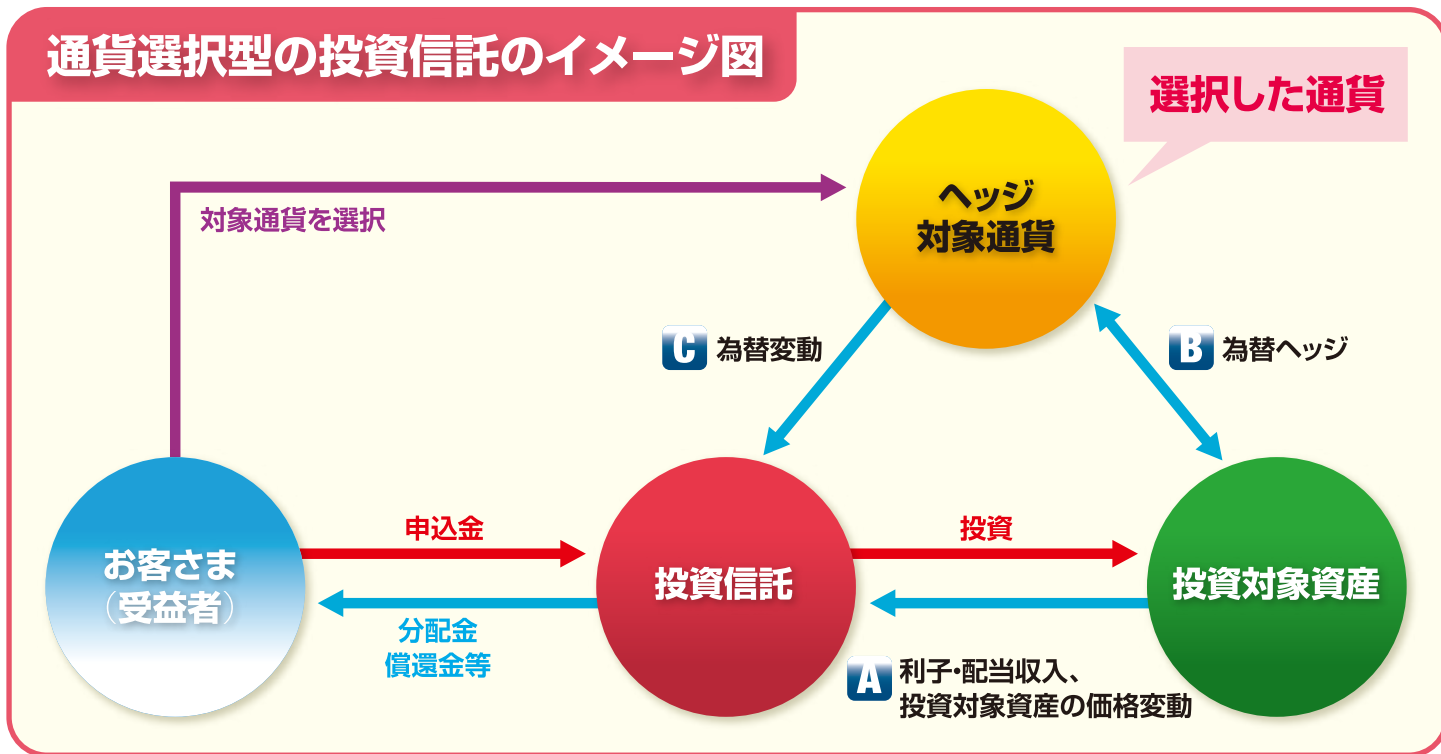 通貨選択型の投資信託のイメージ図
選択した通貨
ヘッジ
対象通貨
対象通貨を選択
C 為替変動
B 為替ヘッジ
お客さま
（受益者）
申込金
分配金
償還金等
投資信託
投資
投資対象資産
A 利子・配当収入、
投資対象資産の価格変動